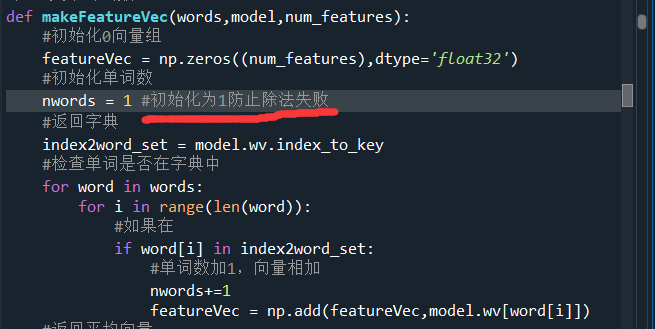 def makeFeatureVec(words,model,num_features):
#初始化0向量组
featureVec = np.zeros((num_features),dtype='float32')
#初始化单词数
nwords = 1 #初始化为1防止除法失败
#返回字典
index2word_set = model.wv.index_to_key
#检查单词是否在字典中
for word in words:
for i in range(len(word)):
#如果在
if word[i] in index2word_set:
#单词数加1，向量相加
nwords+=1
featureVec = np.add(featureVec,model.wv[word[i]])
#返回平均向量